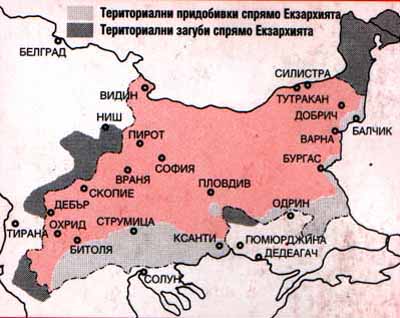 Териториални придобивки спрямо Екзархията
Териториални загуби спрямо Екзархията
БЕЛГРАД
СИЛИСТРА
ВИДИН
ТУТРАКАН
ДОБРИЧ
НИШ
ВАРНА
БАЛЧИК
ПИРОТ
СОФИЯ
БУРГАС
ВРАНЯ
СКОПИЕ
ПЛОВДИВ
ДЕБЪР
ОДРИН
ТИРАНА
ОХРИД
СТРУМИЦА
БИТОЛЯ
КСАНТИ
ГЮМЮРДЖИНА
ДЕДЕАГАЧ
СОЛУН